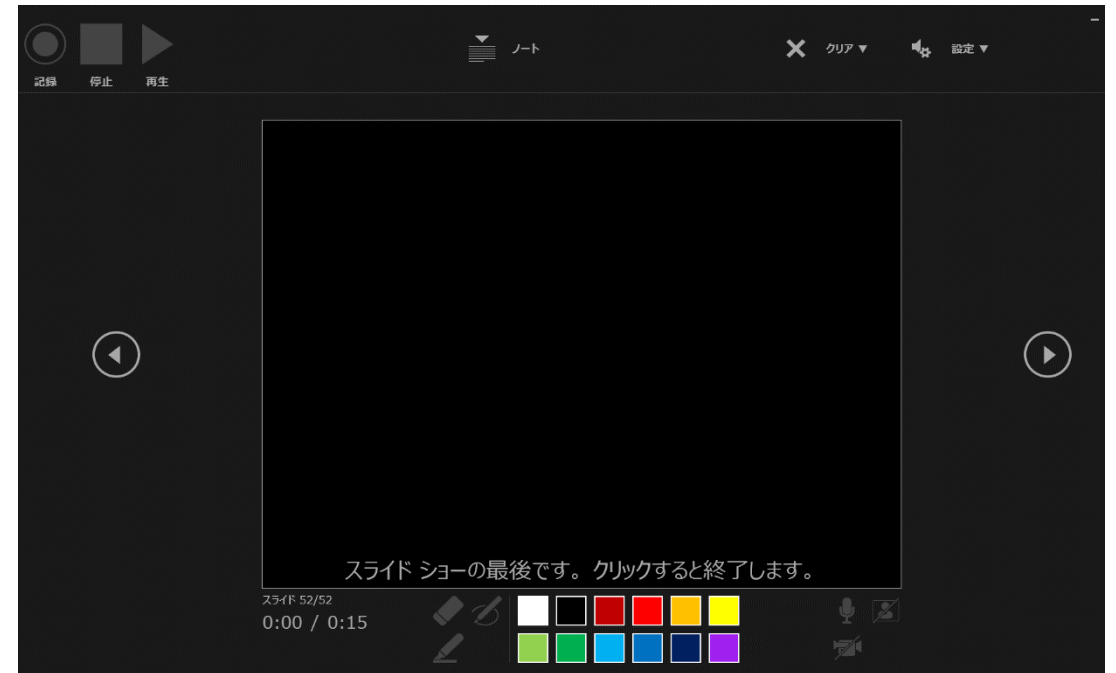 記録 停止 再生
ノート
クリア ▼
設定 ▼
スライド ショーの最後です。クリックすると終了します。
スライド 52/52
0:00 / 0:15